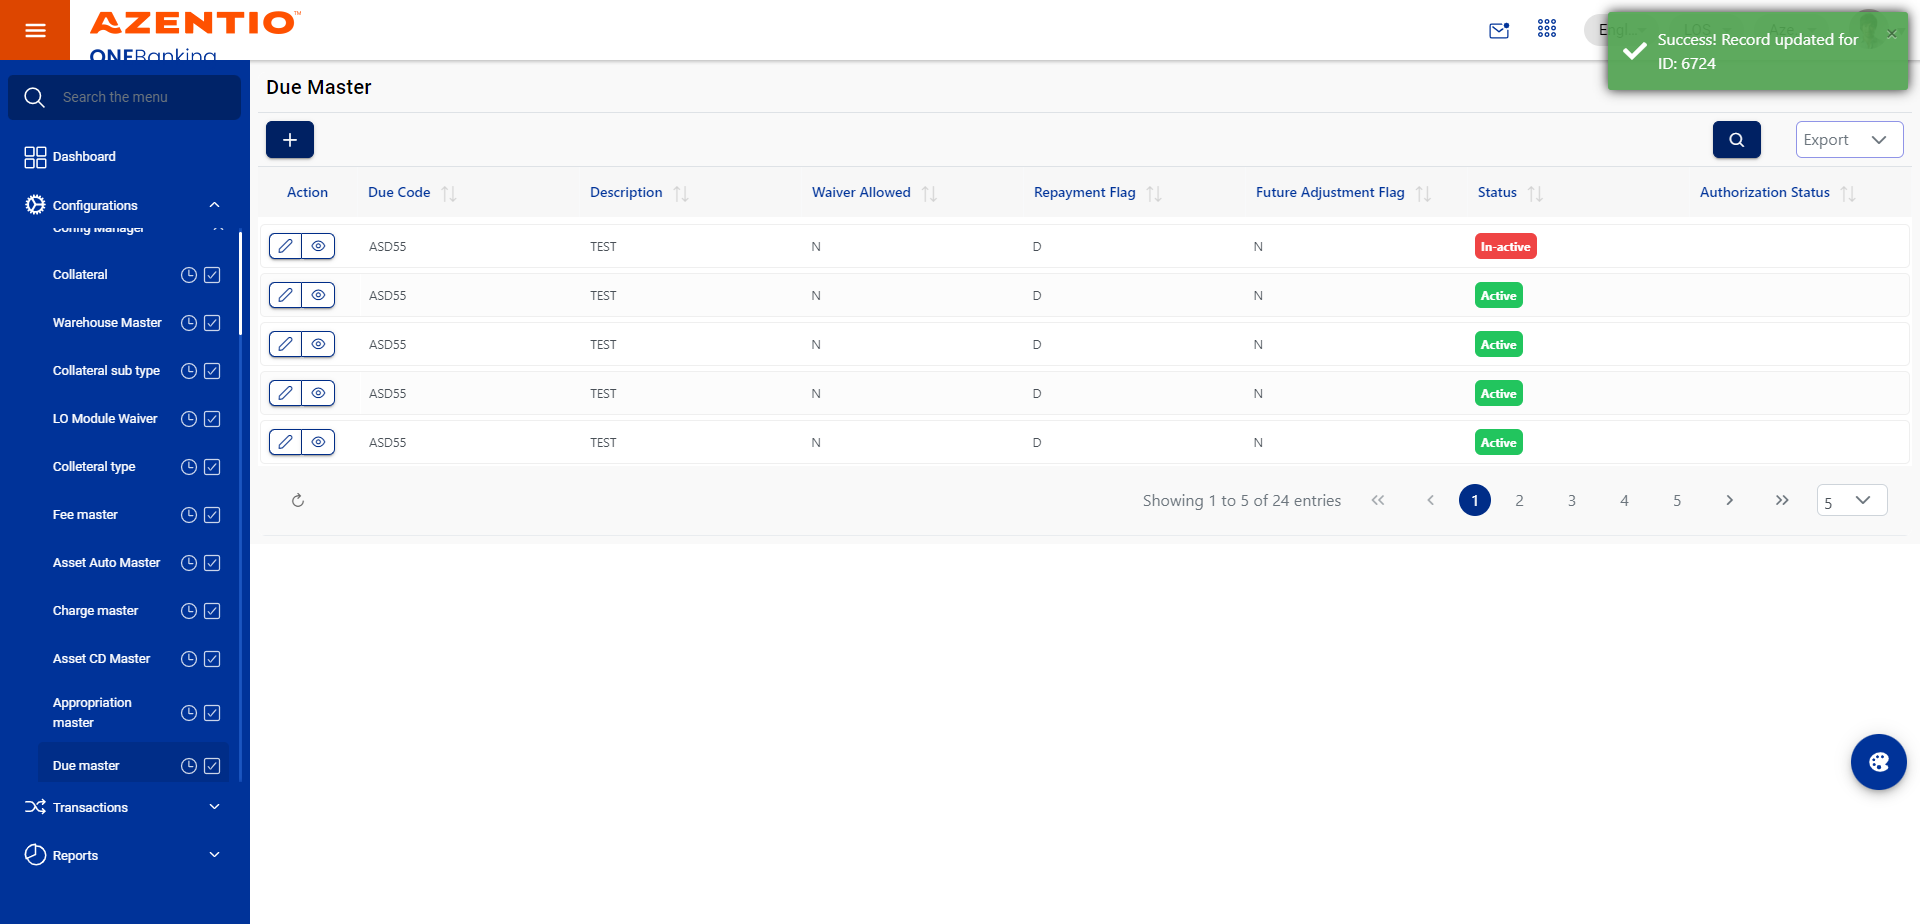 AZENTIO™
ONEBanking
Success! Record updated for
ID: 6724
Search the menu
Dashboard
Configurations
Config Manager
Collateral
Warehouse Master
Collateral sub type
LO Module Waiver
Colleteral type
Fee master
Asset Auto Master
Charge master
Asset CD Master
Appropriation
master
Due master
Transactions
Reports
Due Master
Export
Action Due Code Description Waiver Allowed Repayment Flag Future Adjustment Flag Status Authorization Status
ASD55 TEST N D N In-active
ASD55 TEST N D N Active
ASD55 TEST N D N Active
ASD55 TEST N D N Active
ASD55 TEST N D N Active
Showing 1 to 5 of 24 entries 1 2 3 4 5 5